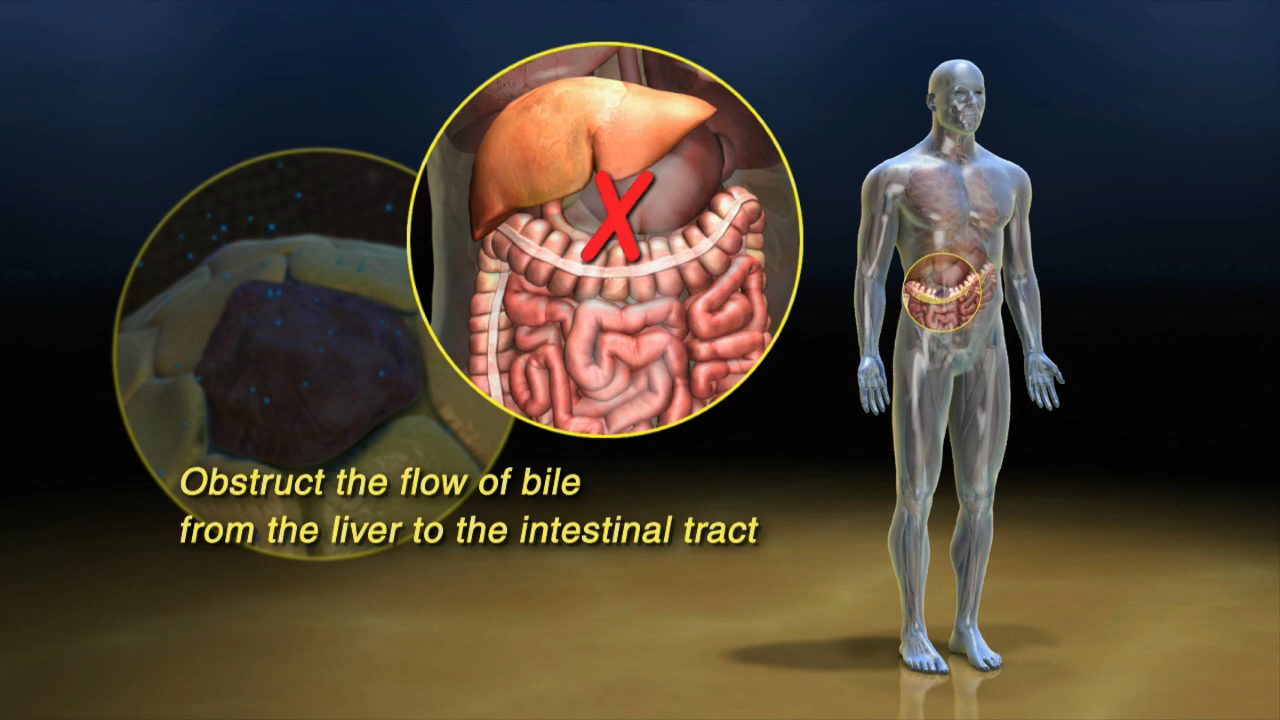 Obstruct the flow of bile
from the liver to the intestinal tract